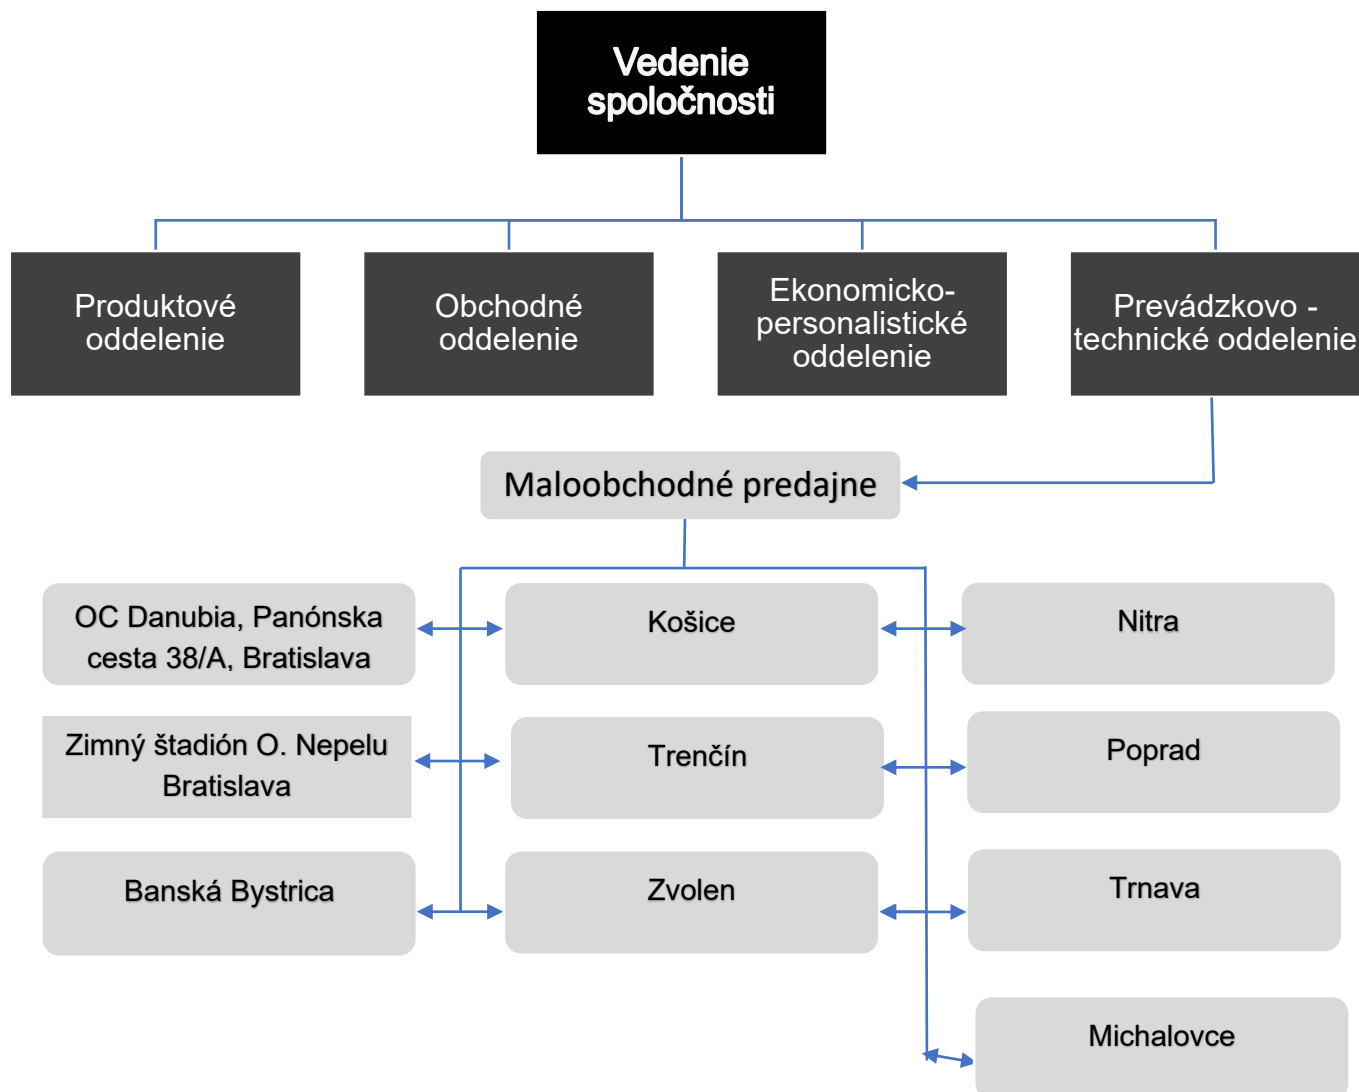 Vedenie
spoločnosti
Produktové
oddelenie
Obchodné
oddelenie
Ekonomicko-
personalistické
oddelenie
Prevádzkovo -
technické oddelenie
Maloobchodné predajne
OC Danubia, Panónska
cesta 38/A, Bratislava
Košice
Nitra
Zimný štadión O. Nepelu
Bratislava
Trenčín
Poprad
Banská Bystrica
Zvolen
Trnava
Michalovce